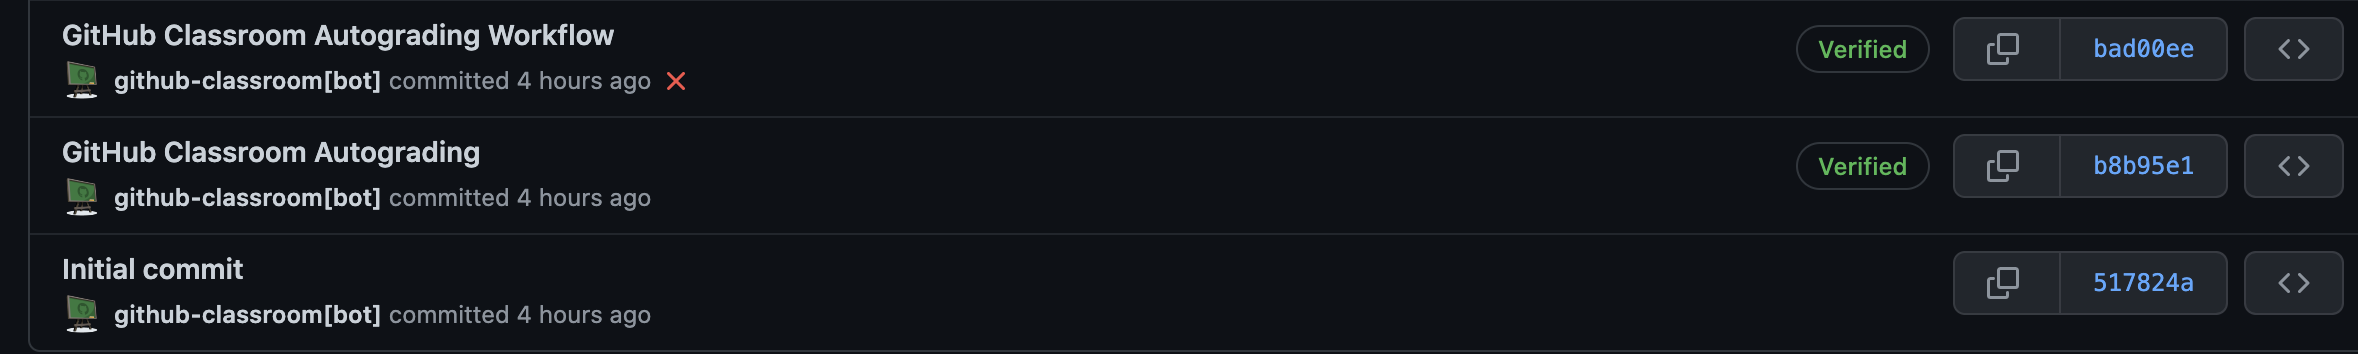 GitHub Classroom Autograding Workflow
github-classroom[bot] committed 4 hours ago
Verified
bad00ee
GitHub Classroom Autograding
github-classroom[bot] committed 4 hours ago
Verified
b8b95e1
Initial commit
github-classroom[bot] committed 4 hours ago
517824a